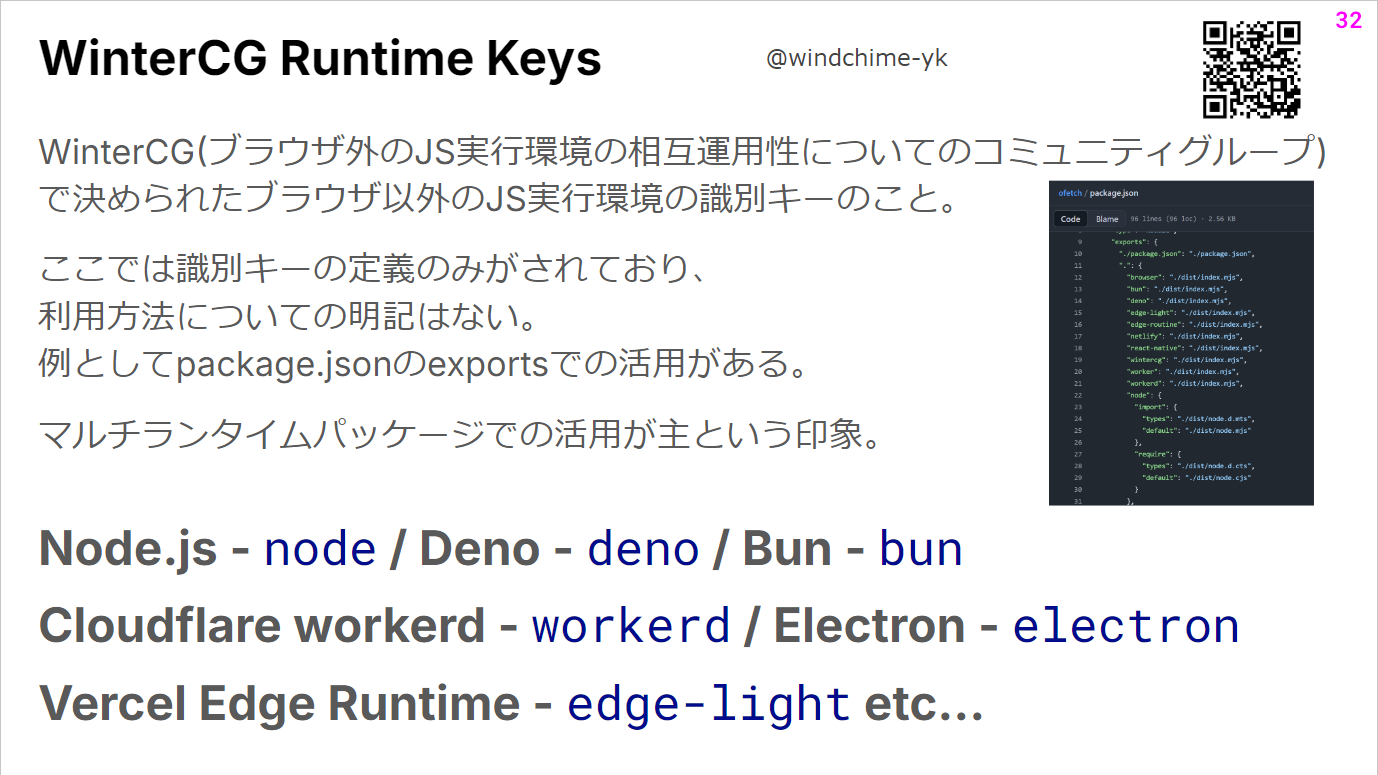 32
WinterCG Runtime Keys
@windchime-yk
WinterCG(ブラウザ外のJS実行環境の相互運用性についてのコミュニティグループ)
で決められたブラウザ以外のJS実行環境の識別キーのこと。
ここでは識別キーの定義のみがされており、
利用方法についての明記はない。
例としてpackage.jsonのexportsでの活用がある。
マルチランタイムパッケージでの活用が主という印象。
ofetch / package.json
Code Blame 96 lines (96 loc) · 2.56 KB
9 "exports": {
10 "./package.json": "./package.json",
11 ".": {
12 "browser": "./dist/index.mjs",
13 "bun": "./dist/index.mjs",
14 "deno": "./dist/index.mjs",
15 "edge-light": "./dist/index.mjs",
16 "edge-routine": "./dist/index.mjs",
17 "netlify": "./dist/index.mjs",
18 "react-native": "./dist/index.mjs",
19 "wintercg": "./dist/index.mjs",
20 "worker": "./dist/index.mjs",
21 "workerd": "./dist/index.mjs",
22 "node": {
23 "import": {
24 "types": "./dist/node.d.mts",
25 "default": "./dist/node.mjs"
26 },
27 "require": {
28 "types": "./dist/node.d.cts",
29 "default": "./dist/node.cjs"
30 }
31 },
Node.js - node / Deno - deno / Bun - bun
Cloudflare workerd - workerd / Electron - electron
Vercel Edge Runtime - edge-light etc...